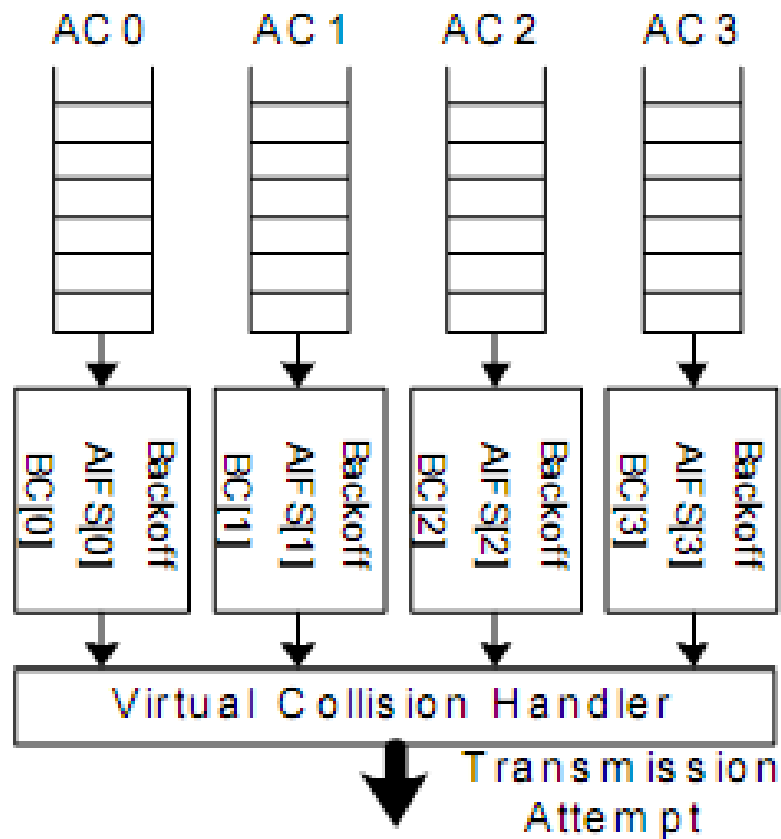 AC 0
AC 1
AC 2
AC 3
Backoff
AIFS[0]
BC[0]
Backoff
AIFS[1]
BC[1]
Backoff
AIFS[2]
BC[2]
Backoff
AIFS[3]
BC[3]
Virtual Collision Handler
Transmission
Attempt